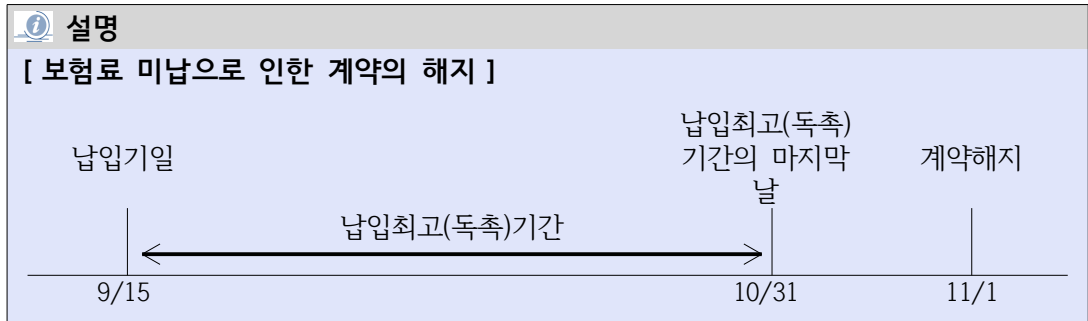 설명
[ 보험료 미납으로 인한 계약의 해지 ]
납입기일
납입최고(독촉)
기간의 마지막
날
계약해지
납입최고(독촉)기간
9/15
10/31
11/1